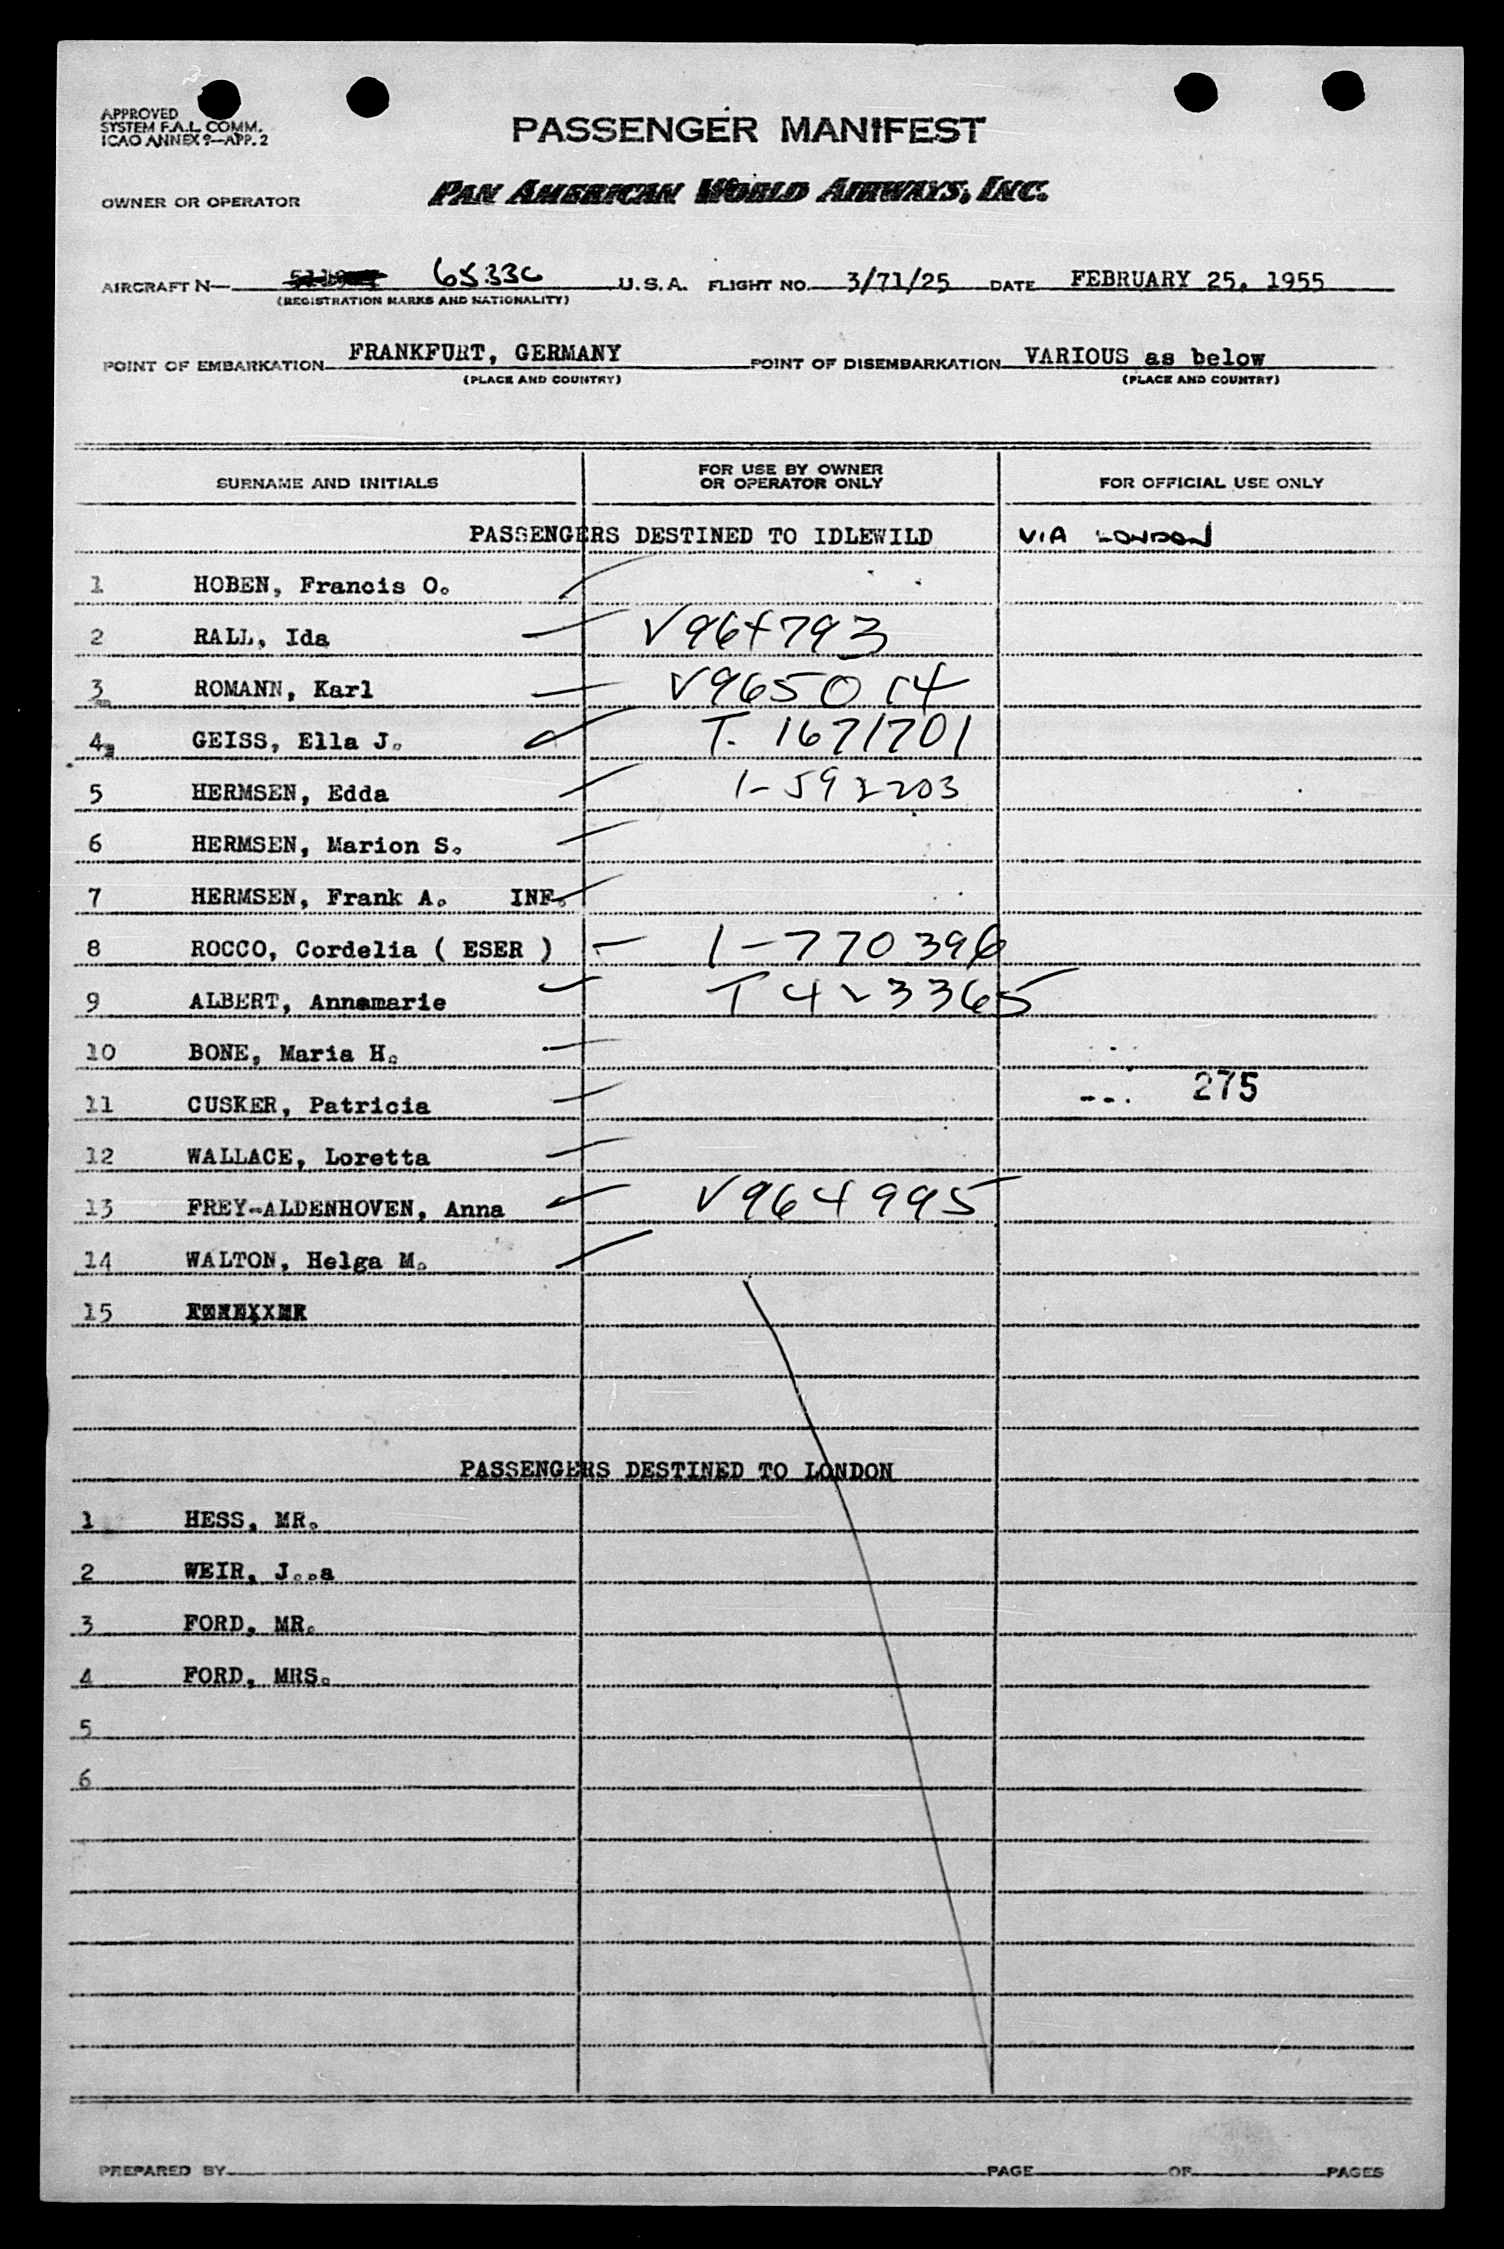 APPROVED
SYSTEM F.A.L. COMM.
ICAO ANNEX 9—APP. 2
PASSENGER MANIFEST
OWNER OR OPERATOR PAN AMERICAN WORLD AIRWAYS, INC.
AIRCRAFT N— 6533C U.S.A. FLIGHT NO. 3/71/25 DATE FEBRUARY 25, 1955
(REGISTRATION MARKS AND NATIONALITY)
POINT OF EMBARKATION FRANKFURT, GERMANY POINT OF DISEMBARKATION VARIOUS as below
(PLACE AND COUNTRY) (PLACE AND COUNTRY)
SURNAME AND INITIALS FOR USE BY OWNER OR OPERATOR ONLY FOR OFFICIAL USE ONLY
PASSENGERS DESTINED TO IDLEWILD VIA LONDON
1 HOBEN, Francis O.
2 RALL, Ida V964793
3 ROMANN, Karl V965014
4 GEISS, Ella J. T. 1671701
5 HERMSEN, Edda 1-592203
6 HERMSEN, Marion S.
7 HERMSEN, Frank A. INF.
8 ROCCO, Cordelia ( ESER ) 1-770396
9 ALBERT, Annemarie T423365
10 BONE, Maria H.
11 CUSKER, Patricia 275
12 WALLACE, Loretta
13 FREY-ALDENHOVEN, Anna V964995
14 WALTON, Helga M.
15
PASSENGERS DESTINED TO LONDON
1 HESS, MR.
2 WEIR, J..a
3 FORD, MR.
4 FORD, MRS.
5
6
PREPARED BY PAGE OF PAGES